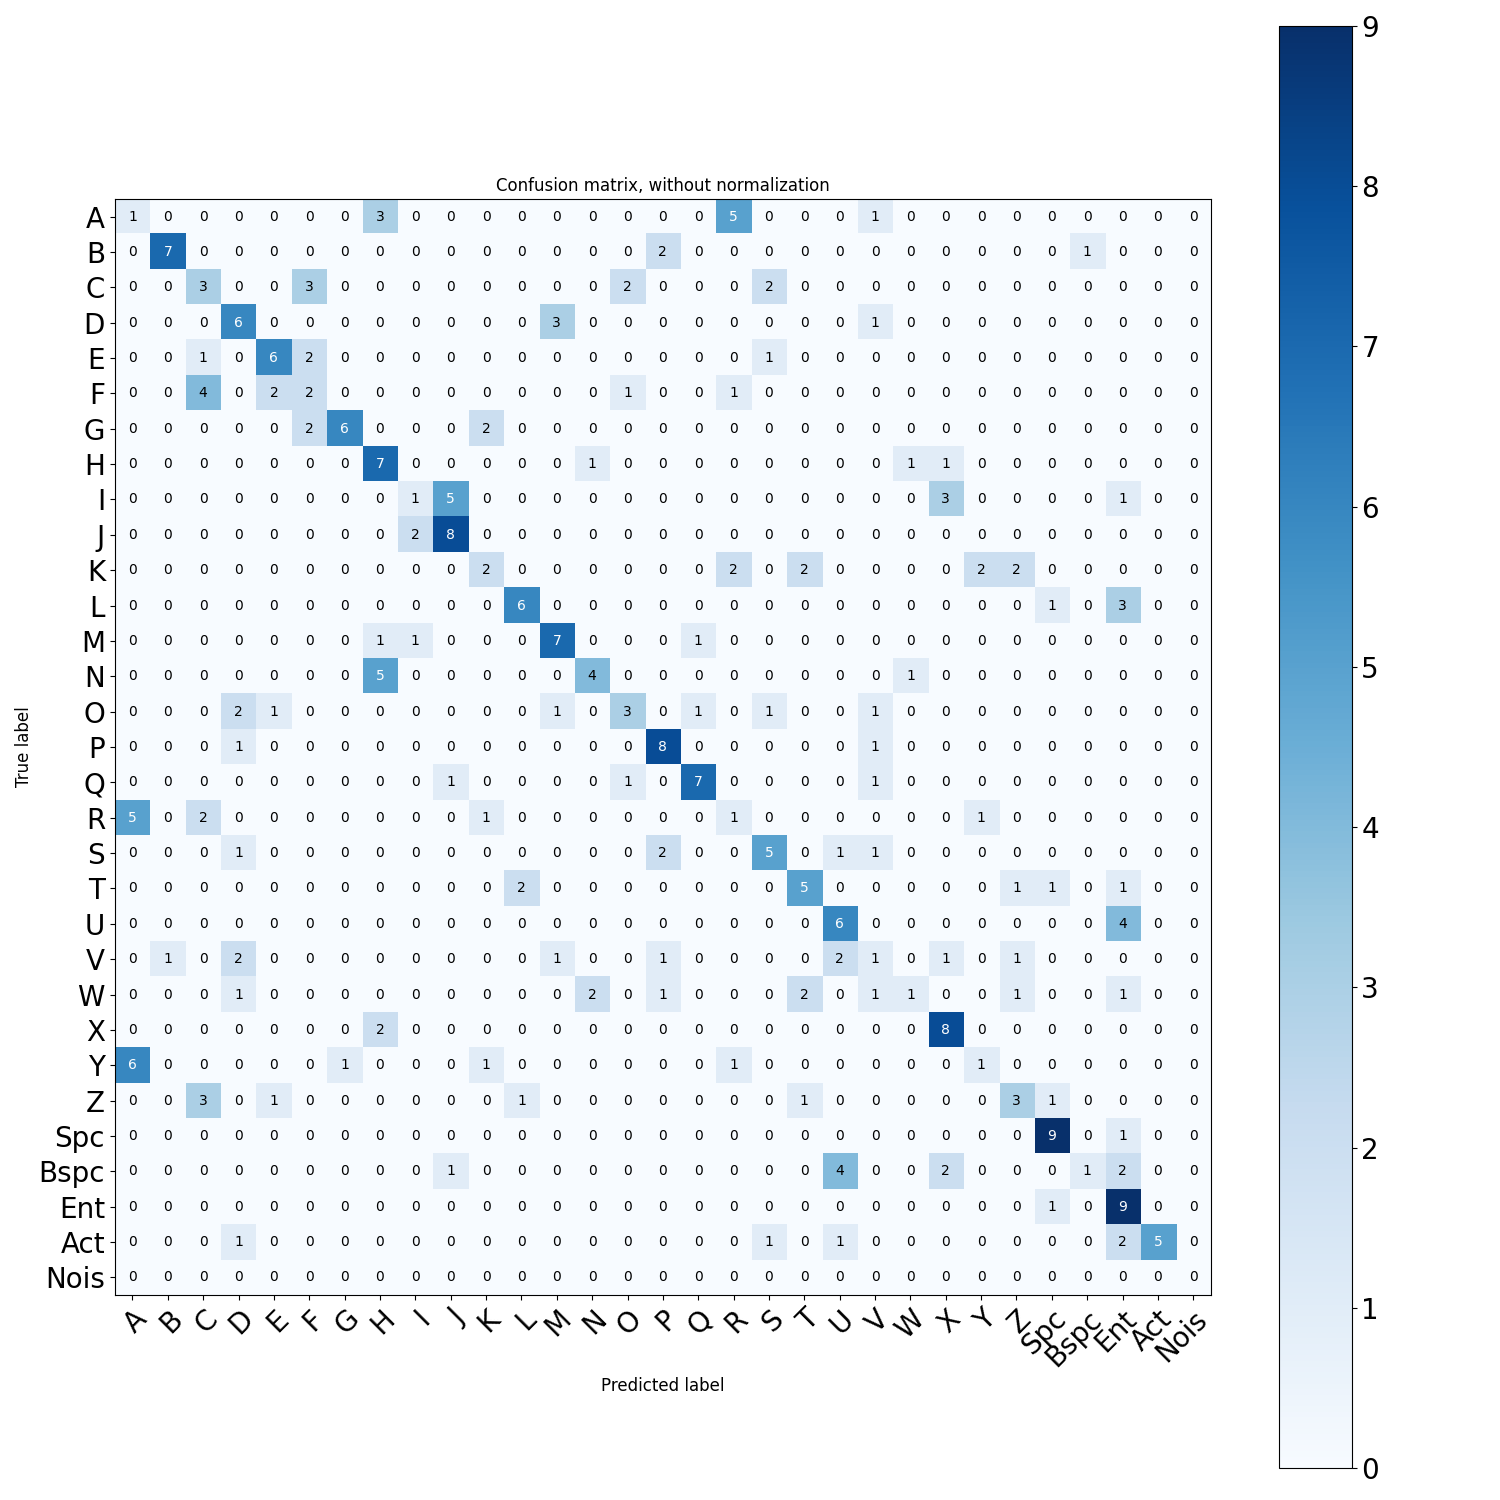 Confusion matrix, without normalization
A 1 0 0 0 0 0 0 3 0 0 0 0 0 0 0 0 0 5 0 0 0 1 0 0 0 0 0 0 0 0 0
B 0 7 0 0 0 0 0 0 0 0 0 0 0 0 0 2 0 0 0 0 0 0 0 0 0 0 0 1 0 0 0
C 0 0 3 0 0 3 0 0 0 0 0 0 0 0 2 0 0 0 2 0 0 0 0 0 0 0 0 0 0 0 0
D 0 0 0 6 0 0 0 0 0 0 0 0 3 0 0 0 0 0 0 0 0 1 0 0 0 0 0 0 0 0 0
E 0 0 1 0 6 2 0 0 0 0 0 0 0 0 0 0 0 0 1 0 0 0 0 0 0 0 0 0 0 0 0
F 0 0 4 0 2 2 0 0 0 0 0 0 0 0 1 0 0 1 0 0 0 0 0 0 0 0 0 0 0 0 0
G 0 0 0 0 0 2 6 0 0 0 2 0 0 0 0 0 0 0 0 0 0 0 0 0 0 0 0 0 0 0 0
H 0 0 0 0 0 0 0 7 0 0 0 0 0 1 0 0 0 0 0 0 0 0 1 1 0 0 0 0 0 0 0
I 0 0 0 0 0 0 0 0 1 5 0 0 0 0 0 0 0 0 0 0 0 0 0 3 0 0 0 0 1 0 0
J 0 0 0 0 0 0 0 0 2 8 0 0 0 0 0 0 0 0 0 0 0 0 0 0 0 0 0 0 0 0 0
K 0 0 0 0 0 0 0 0 0 0 2 0 0 0 0 0 0 2 0 2 0 0 0 0 2 2 0 0 0 0 0
L 0 0 0 0 0 0 0 0 0 0 0 6 0 0 0 0 0 0 0 0 0 0 0 0 0 0 1 0 3 0 0
M 0 0 0 0 0 0 0 1 1 0 0 0 7 0 0 0 1 0 0 0 0 0 0 0 0 0 0 0 0 0 0
N 0 0 0 0 0 0 0 5 0 0 0 0 0 4 0 0 0 0 0 0 0 0 1 0 0 0 0 0 0 0 0
O 0 0 0 2 1 0 0 0 0 0 0 0 1 0 3 0 1 0 1 0 0 1 0 0 0 0 0 0 0 0 0
P 0 0 0 1 0 0 0 0 0 0 0 0 0 0 0 8 0 0 0 0 0 1 0 0 0 0 0 0 0 0 0
Q 0 0 0 0 0 0 0 0 0 1 0 0 0 0 1 0 7 0 0 0 0 1 0 0 0 0 0 0 0 0 0
R 5 0 2 0 0 0 0 0 0 0 1 0 0 0 0 0 0 1 0 0 0 0 0 0 1 0 0 0 0 0 0
S 0 0 0 1 0 0 0 0 0 0 0 0 0 0 0 2 0 0 5 0 1 1 0 0 0 0 0 0 0 0 0
T 0 0 0 0 0 0 0 0 0 0 0 2 0 0 0 0 0 0 0 5 0 0 0 0 0 1 1 0 1 0 0
U 0 0 0 0 0 0 0 0 0 0 0 0 0 0 0 0 0 0 0 0 6 0 0 0 0 0 0 0 4 0 0
V 0 1 0 2 0 0 0 0 0 0 0 0 1 0 0 1 0 0 0 0 2 1 0 1 0 1 0 0 0 0 0
W 0 0 0 1 0 0 0 0 0 0 0 0 0 2 0 1 0 0 0 2 0 1 1 0 0 1 0 0 1 0 0
X 0 0 0 0 0 0 0 2 0 0 0 0 0 0 0 0 0 0 0 0 0 0 0 8 0 0 0 0 0 0 0
Y 6 0 0 0 0 0 1 0 0 0 1 0 0 0 0 0 0 1 0 0 0 0 0 0 1 0 0 0 0 0 0
Z 0 0 3 0 1 0 0 0 0 0 0 1 0 0 0 0 0 0 0 1 0 0 0 0 0 3 1 0 0 0 0
Spc 0 0 0 0 0 0 0 0 0 0 0 0 0 0 0 0 0 0 0 0 0 0 0 0 0 0 9 0 1 0 0
Bspc 0 0 0 0 0 0 0 0 0 1 0 0 0 0 0 0 0 0 0 0 4 0 0 2 0 0 0 1 2 0 0
Ent 0 0 0 0 0 0 0 0 0 0 0 0 0 0 0 0 0 0 0 0 0 0 0 0 0 0 1 0 9 0 0
Act 0 0 0 1 0 0 0 0 0 0 0 0 0 0 0 0 0 0 1 0 1 0 0 0 0 0 0 0 2 5 0
Nois 0 0 0 0 0 0 0 0 0 0 0 0 0 0 0 0 0 0 0 0 0 0 0 0 0 0 0 0 0 0 0
A B C D E F G H I J K L M N O P Q R S T U V W X Y Z Spc Bspc Ent Act Nois
Predicted label
True label
9
8
7
6
5
4
3
2
1
0